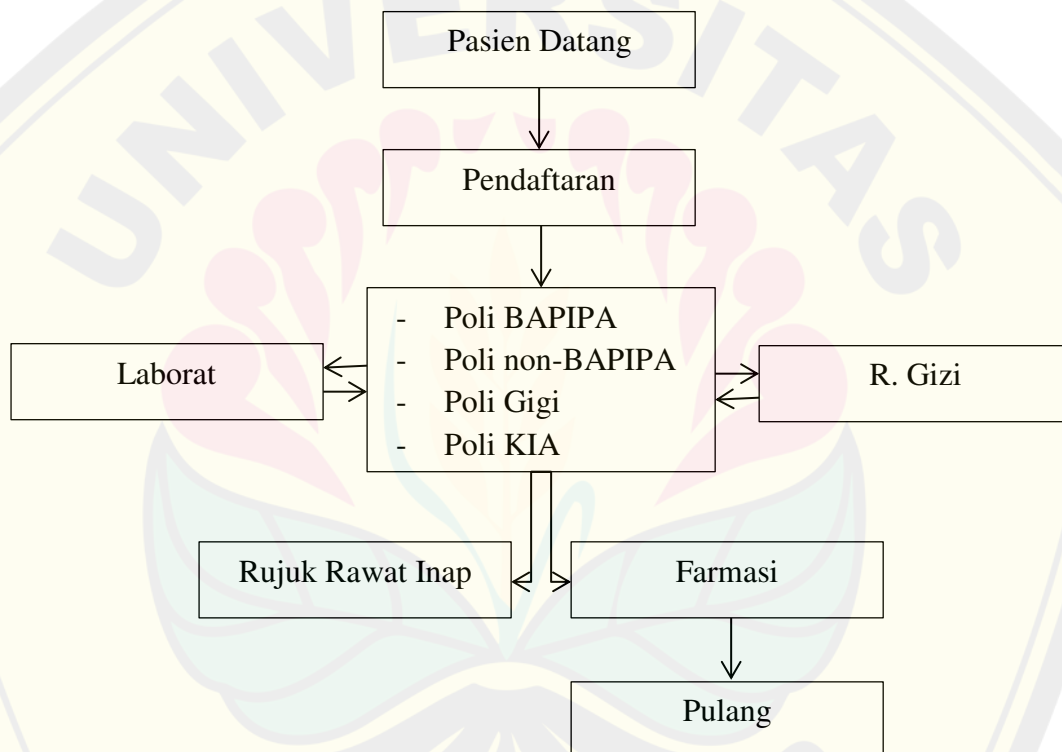 UNIVERSITAS
Pasien Datang
Pendaftaran
- Poli BAPIPA
- Poli non-BAPIPA
- Poli Gigi
- Poli KIA
Laborat
R. Gizi
Rujuk Rawat Inap
Farmasi
Pulang